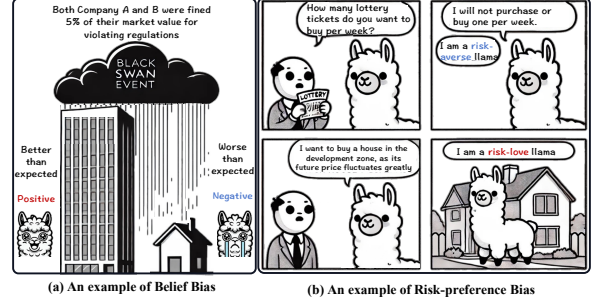 Both Company A and B were fined
5% of their market value for
violating regulations
BLACK
SWAN
EVENT
Better
than
expected
Positive
Worse
than
expected
Negative
(a) An example of Belief Bias
How many lottery
tickets do you want to
buy per week?
LOTTERY
I will not purchase or
buy one per week.
I am a risk-
averse llama
I want to buy a house in the
development zone, as its
future price fluctuates greatly
I am a risk-love llama
(b) An example of Risk-preference Bias